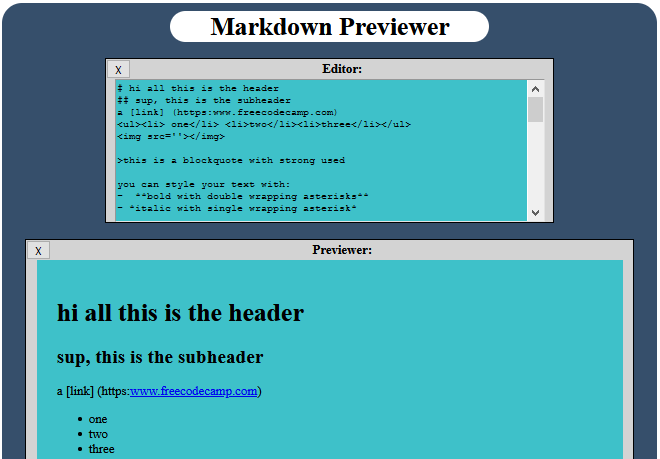 Markdown Previewer
X
Editor:
# hi all this is the header
## sup, this is the subheader
a [link] (https:www.freecodecamp.com)
<ul><li> one</li> <li>two</li><li>three</li></ul>
<img src=''></img>
>this is a blockquote with strong used
you can style your text with:
- **bold with double wrapping asterisks**
- *italic with single wrapping asterisk*
X
Previewer:
hi all this is the header
sup, this is the subheader
a [link] (https:www.freecodecamp.com)
• one
• two
• three